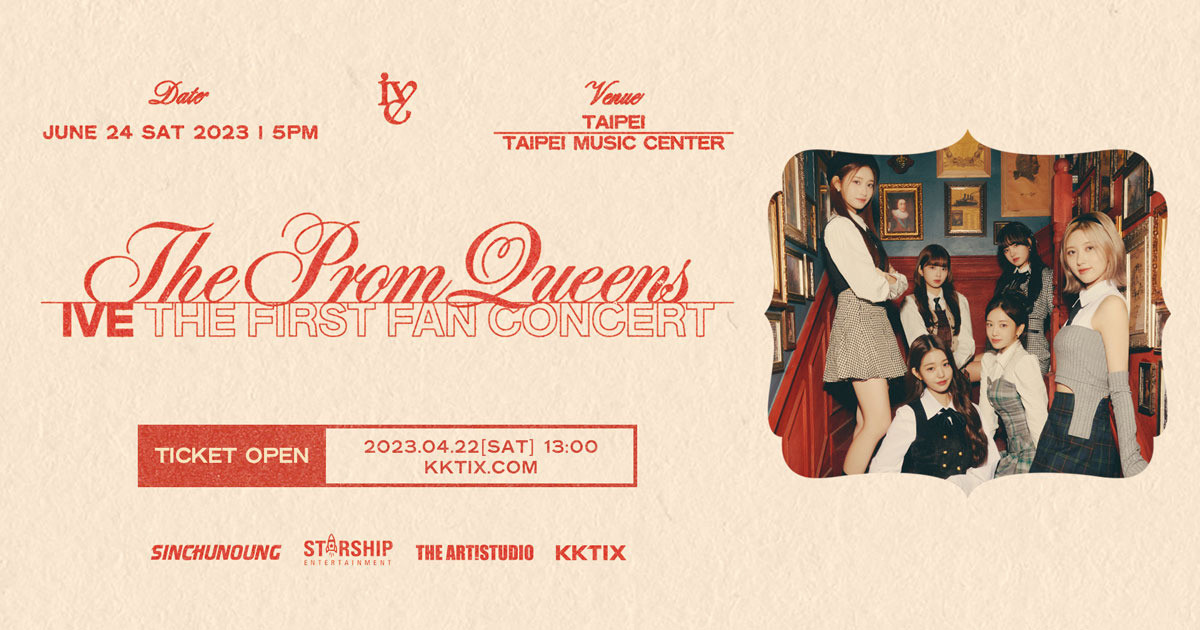 Date
JUNE 24 SAT 2023 | 5PM
ive
Venue
TAIPEI
TAIPEI MUSIC CENTER
The Prom Queens
IVE THE FIRST FAN CONCERT
TICKET OPEN
2023.04.22[SAT] 13:00
KKTIX.COM
SINCHUNOUNG
STARSHIP
ENTERTAINMENT
THE ARTISTUDIO
KKTIX